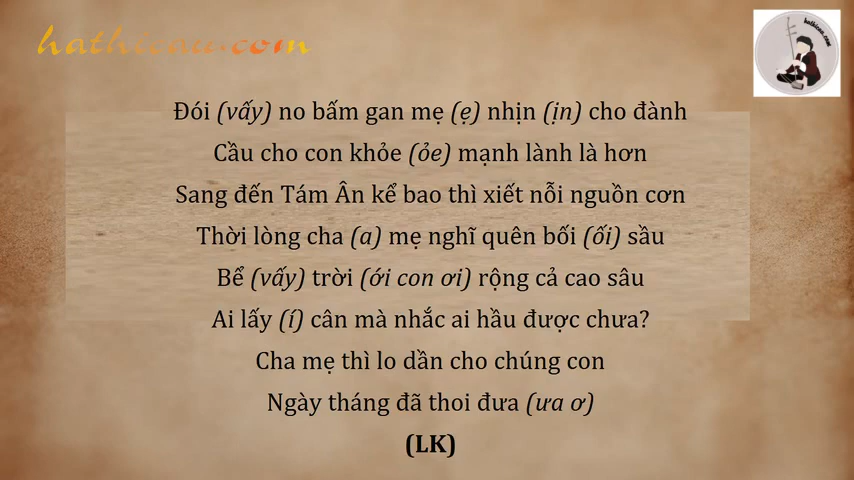 hathicau.com
Đói (vấy) no bấm gan mẹ (ẹ) nhịn (ịn) cho đành
Cầu cho con khỏe (ỏe) mạnh lành là hơn
Sang đến Tám Ân kể bao thì xiết nỗi nguồn cơn
Thời lòng cha (a) mẹ nghĩ quên bối (ối) sầu
Bể (vấy) trời (ới con ơi) rộng cả cao sâu
Ai lấy (í) cân mà nhắc ai hầu được chưa?
Cha mẹ thì lo dần cho chúng con
Ngày tháng đã thoi đưa (ưa ơ)
(LK)